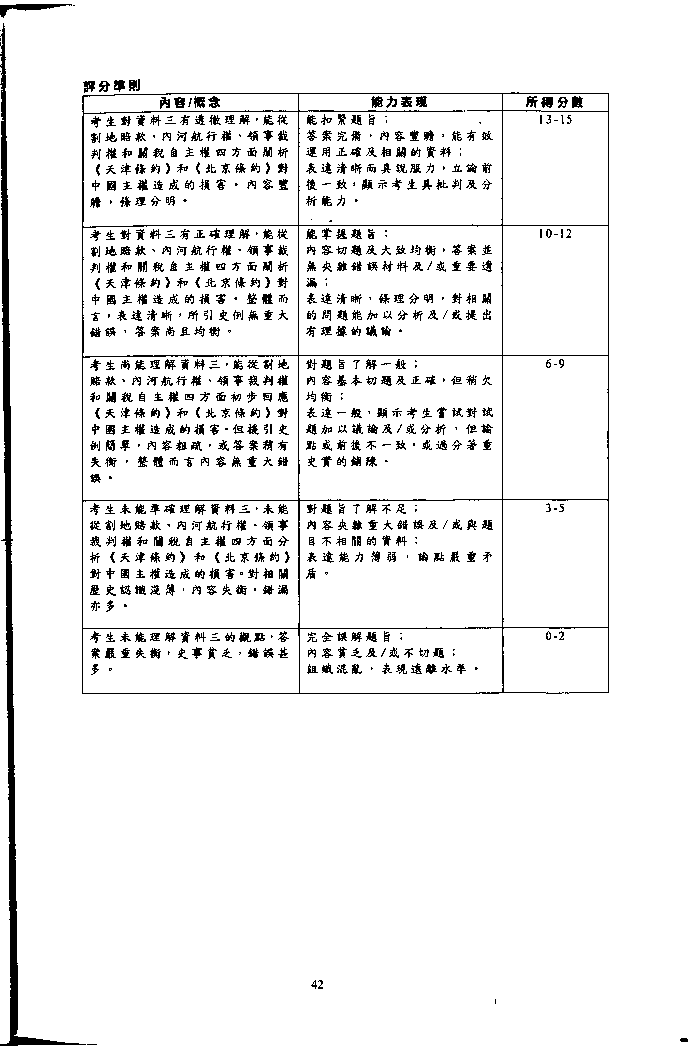 評分準則
內容/概念
能力表現
所得分數
考生對資料三有透徹理解，能從
割地賠款、內河航行權、領事裁
判權和關稅自主權四方面闡析
《天津條約》和《北京條約》對
中國主權造成的損害。內容豐
贍，條理分明。
能扣緊題旨；
答案完備，內容豐贍，能有效
運用正確及相關的資料；
表達清晰而具說服力，立論前
後一致，顯示考生具批判及分
析能力。
13-15
考生對資料三有正確理解，能從
割地賠款、內河航行權、領事裁
判權和關稅自主權四方面闡析
《天津條約》和《北京條約》對
中國主權造成的損害。整體而
言，表達清晰，所引史例無重大
錯誤，答案尚且均衡。
能掌握題旨；
內容切題及大致均衡，答案並
無夾雜錯誤材料及/或重要遺
漏；
表達清晰，條理分明，對相關
的問題能加以分析及/或提出
有理據的議論。
10-12
考生尚能理解資料三，能從割地
賠款、內河航行權、領事裁判權
和關稅自主權四方面初步回應
《天津條約》和《北京條約》對
中國主權造成的損害。但援引史
例簡單，內容粗疏，或答案稍有
失衡，整體而言內容無重大錯
誤。
對題旨了解一般；
內容基本切題及正確，但稍欠
均衡；
表達一般，顯示考生嘗試對試
題加以議論及/或分析，但論
點或前後不一致，或過分著重
史實的鋪陳。
6-9
考生未能準確理解資料三，未能
從割地賠款、內河航行權、領事
裁判權和關稅自主權四方面分
析《天津條約》和《北京條約》
對中國主權造成的損害。對相關
歷史認識淺薄，內容失衡，錯漏
亦多。
對題旨了解不足；
內容夾雜重大錯誤及/或與題
目不相關的資料；
表達能力薄弱，論點嚴重矛
盾。
3-5
考生未能理解資料三的觀點，答
案嚴重失衡，史事貧乏，錯誤甚
多。
完全誤解題旨；
內容貧乏及/或不切題；
組織混亂，表現遠離水準。
0-2
42